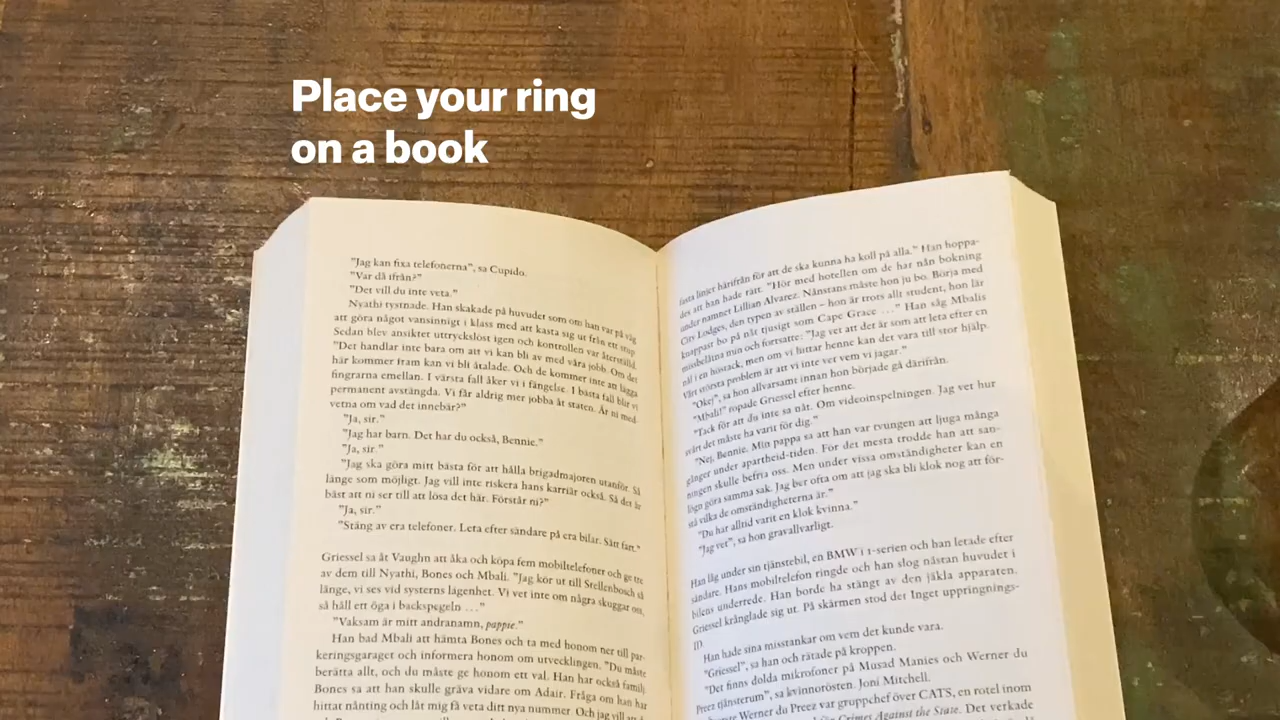 Place your ring
on a book
"Jag kan fixa telefonerna", sa Cupido.
"Var då ifrån?"
"Det vill du inte veta."
Nyathi tystnade. Han skakade på huvudet som om han var på väg
att göra något vansinnigt i klass med att kasta sig ut från ett stup
Sedan blev ansiktet uttryckslöst igen och kontrollen var återställd.
"Det handlar inte bara om att vi kan bli av med våra jobb. Om det
här kommer fram kan vi bli åtalade. Och de kommer inte att lägga
fingrarna emellan. I värsta fall åker vi i fängelse. I bästa fall blir vi
permanent avstängda. Vi får aldrig mer jobba åt staten. Är ni med-
vetna om vad det innebär?"
"Ja, sir."
"Jag har barn. Det har du också, Bennie."
"Ja, sir."
"Jag ska göra mitt bästa för att hålla brigadmajoren utanför. Så
länge som möjligt. Jag vill inte riskera hans karriär också. Så det är
bäst att ni ser till att lösa det här. Förstår ni?"
"Ja, sir."
"Stäng av era telefoner. Leta efter sändare på era bilar. Sätt fart."
Griessel sa åt Vaughn att åka och köpa fem mobiltelefoner och ge tre
av dem till Nyathi, Bones och Mbali. "Jag kör ut till Stellenbosch så
länge, vi ses vid systerns lägenhet. Vi vet inte om några skuggar oss,
så håll ett öga i backspegeln ..."
"Vaksam är mitt andranamn, pappie."
Han bad Mbali att hämta Bones och ta med honom ner till par-
keringsgaraget och informera honom om utvecklingen. "Du måste
berätta allt, och du måste ge honom ett val. Han har också familj
Bones sa att han skulle gräva vidare om Adair. Fråga om han har
hittat nånting och låt mig få veta ditt nya nummer. Och jag vill
fasta linjer härifrån för att de ska kunna ha koll på alla." Han hoppa-
des att han hade rätt. "Hör med hotellen om de har nån bokning
under namnet Lillian Alvarez. Nånstans måste hon ju bo. Börja med
City Lodges, den typen av ställen – hon är trots allt student, hon lär
knappast bo på nåt tjusigt som Cape Grace ..." Han såg Mbalis
missbelåtna min och fortsatte: "Jag vet att det är som att leta efter en
nål i en höstack, men om vi hittar henne kan det vara till stor hjälp.
Vårt största problem är att vi inte vet vem vi jagar."
"Okej", sa hon allvarsamt innan hon började gå därifrån.
"Mbali!" ropade Griessel efter henne.
"Tack för att du inte sa nåt. Om videoinspelningen. Jag vet hur
svårt det måste ha varit för dig."
"Nej, Bennie. Min pappa sa att han var tvungen att ljuga många
gånger under apartheid-tiden. För det mesta trodde han att san-
ningen skulle befria oss. Men under vissa omständigheter kan en
lögn göra samma sak. Jag ber ofta om att jag ska bli klok nog att för-
stå vilka de omständigheterna är."
"Du har alltid varit en klok kvinna."
"Jag vet", sa hon gravallvarligt.
Han låg under sin tjänstebil, en BMW i 1-serien och han letade efter
sändare. Hans mobiltelefon ringde och han slog nästan huvudet i
bilens underrede. Han borde ha stängt av den jäkla apparaten.
Griessel krånglade sig ut. På skärmen stod det Inget uppringnings-
ID.
Han hade sina misstankar om vem det kunde vara.
"Griessel", sa han och rätade på kroppen.
"Det finns dolda mikrofoner på Musad Manies och Werner du
Preez tjänsterum", sa kvinnorösten. Joni Mitchell.
Werner du Preez var gruppchef över CATS, en rotel inom
Crimes Against the State. Det verkade